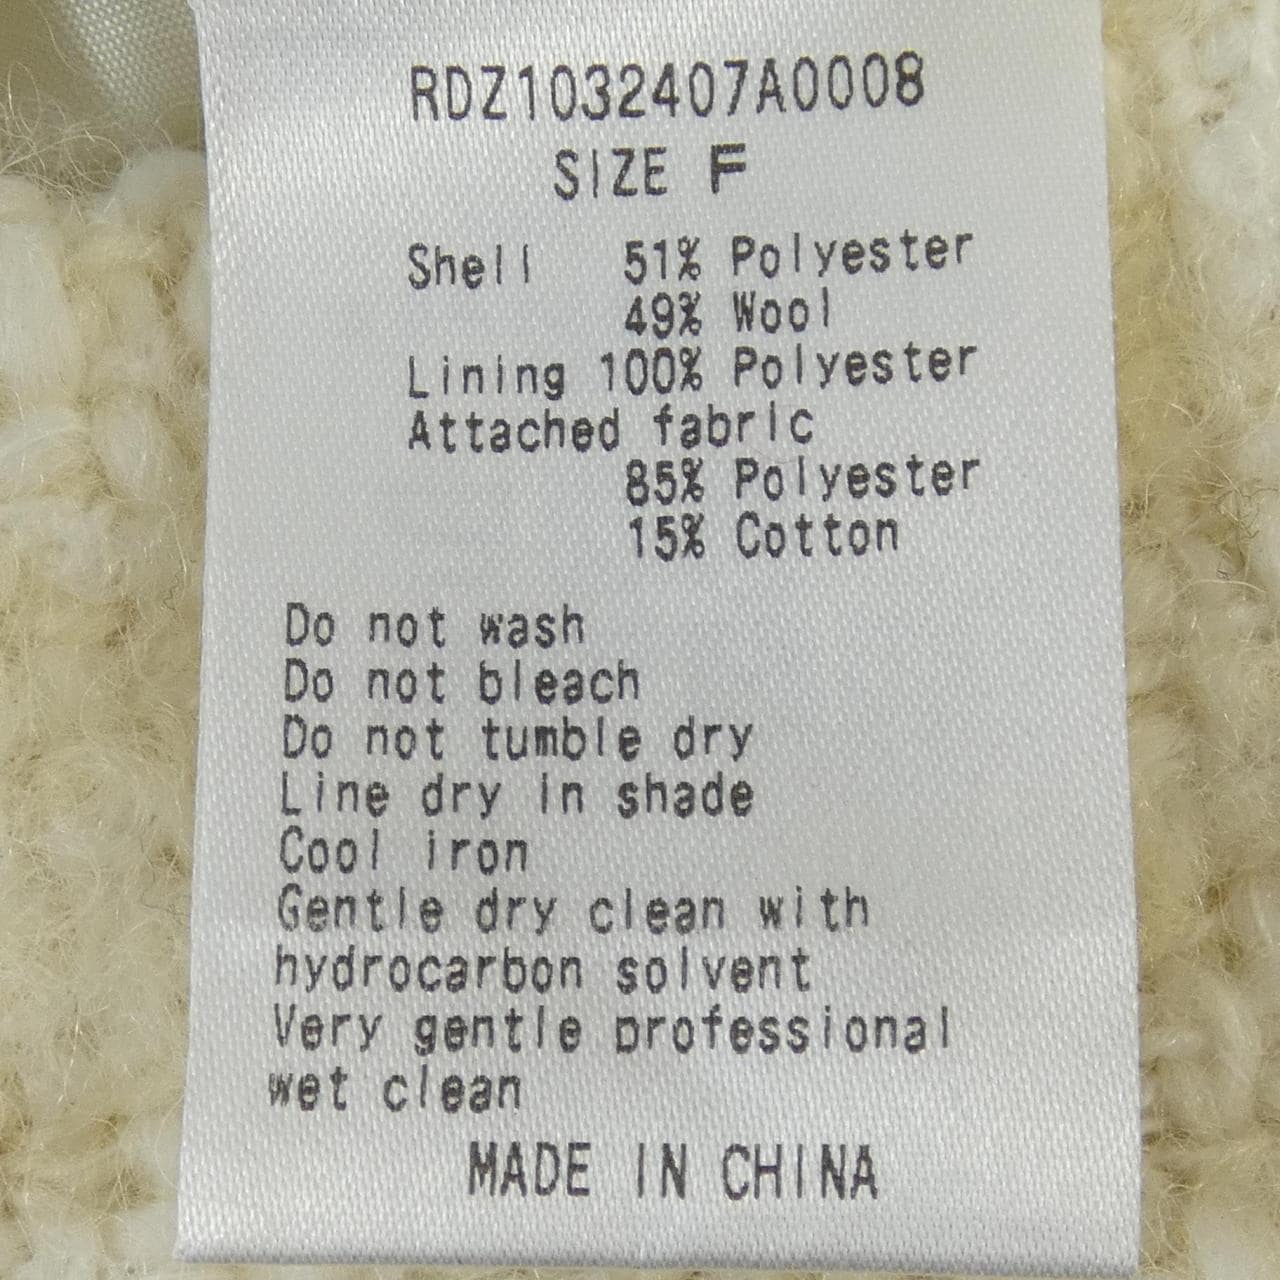 RDZ1032407A0008
SIZE F
Shell 51% Polyester
49% Wool
Lining 100% Polyester
Attached fabric
85% Polyester
15% Cotton
Do not wash
Do not bleach
Do not tumble dry
Line dry in shade
Cool iron
Gentle dry clean with
hydrocarbon solvent
Very gentle professional
wet clean
MADE IN CHINA